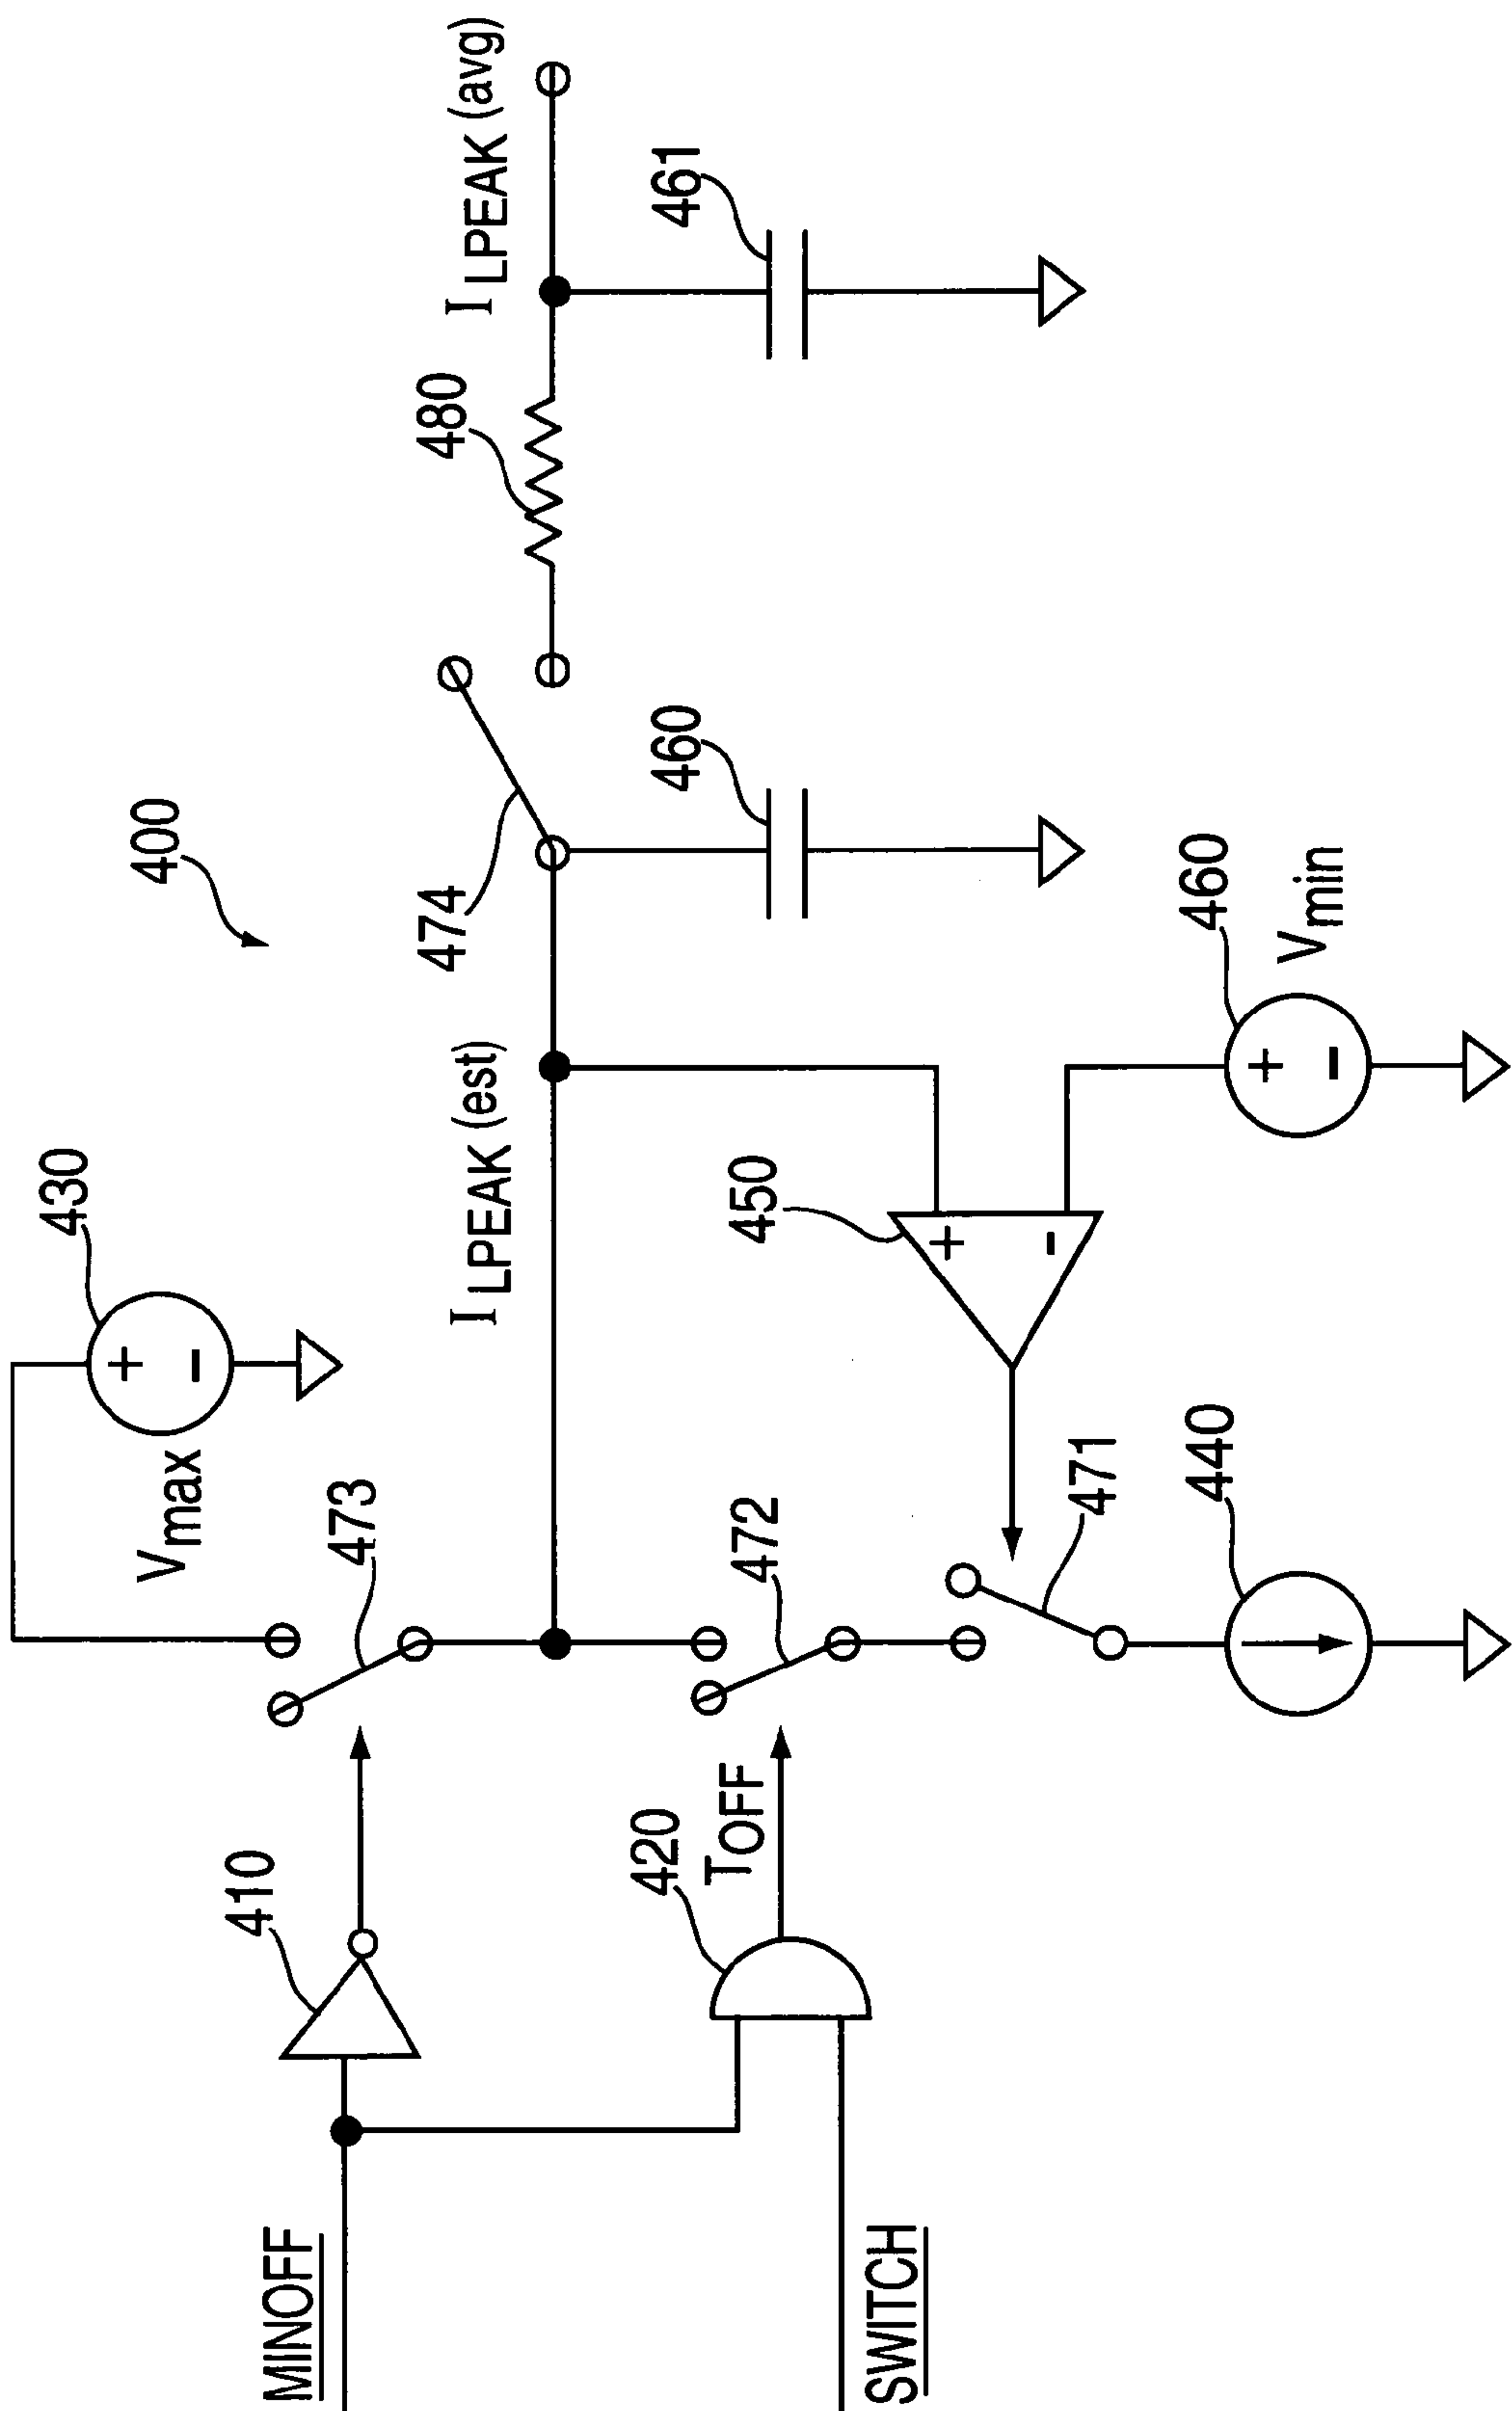 400
430
Vmax
473
410
MINOFF
420
TOFF
SWITCH
472
471
440
450
ILPEAK (est)
474
460
460
Vmin
480
ILPEAK (avg)
461
+
-
+
-
+
-